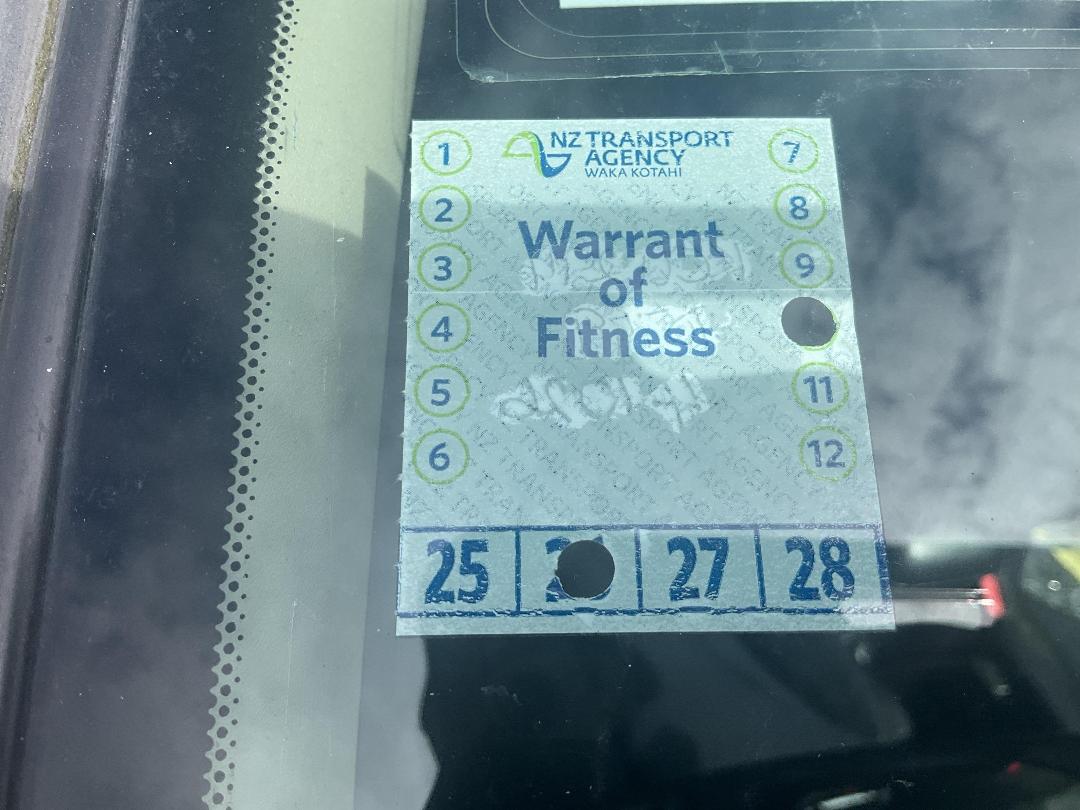 NZ TRANSPORT
AGENCY
WAKA KOTAHI
1
2
3
4
5
6
7
8
9
11
12
Warrant
of
Fitness
25
27
28